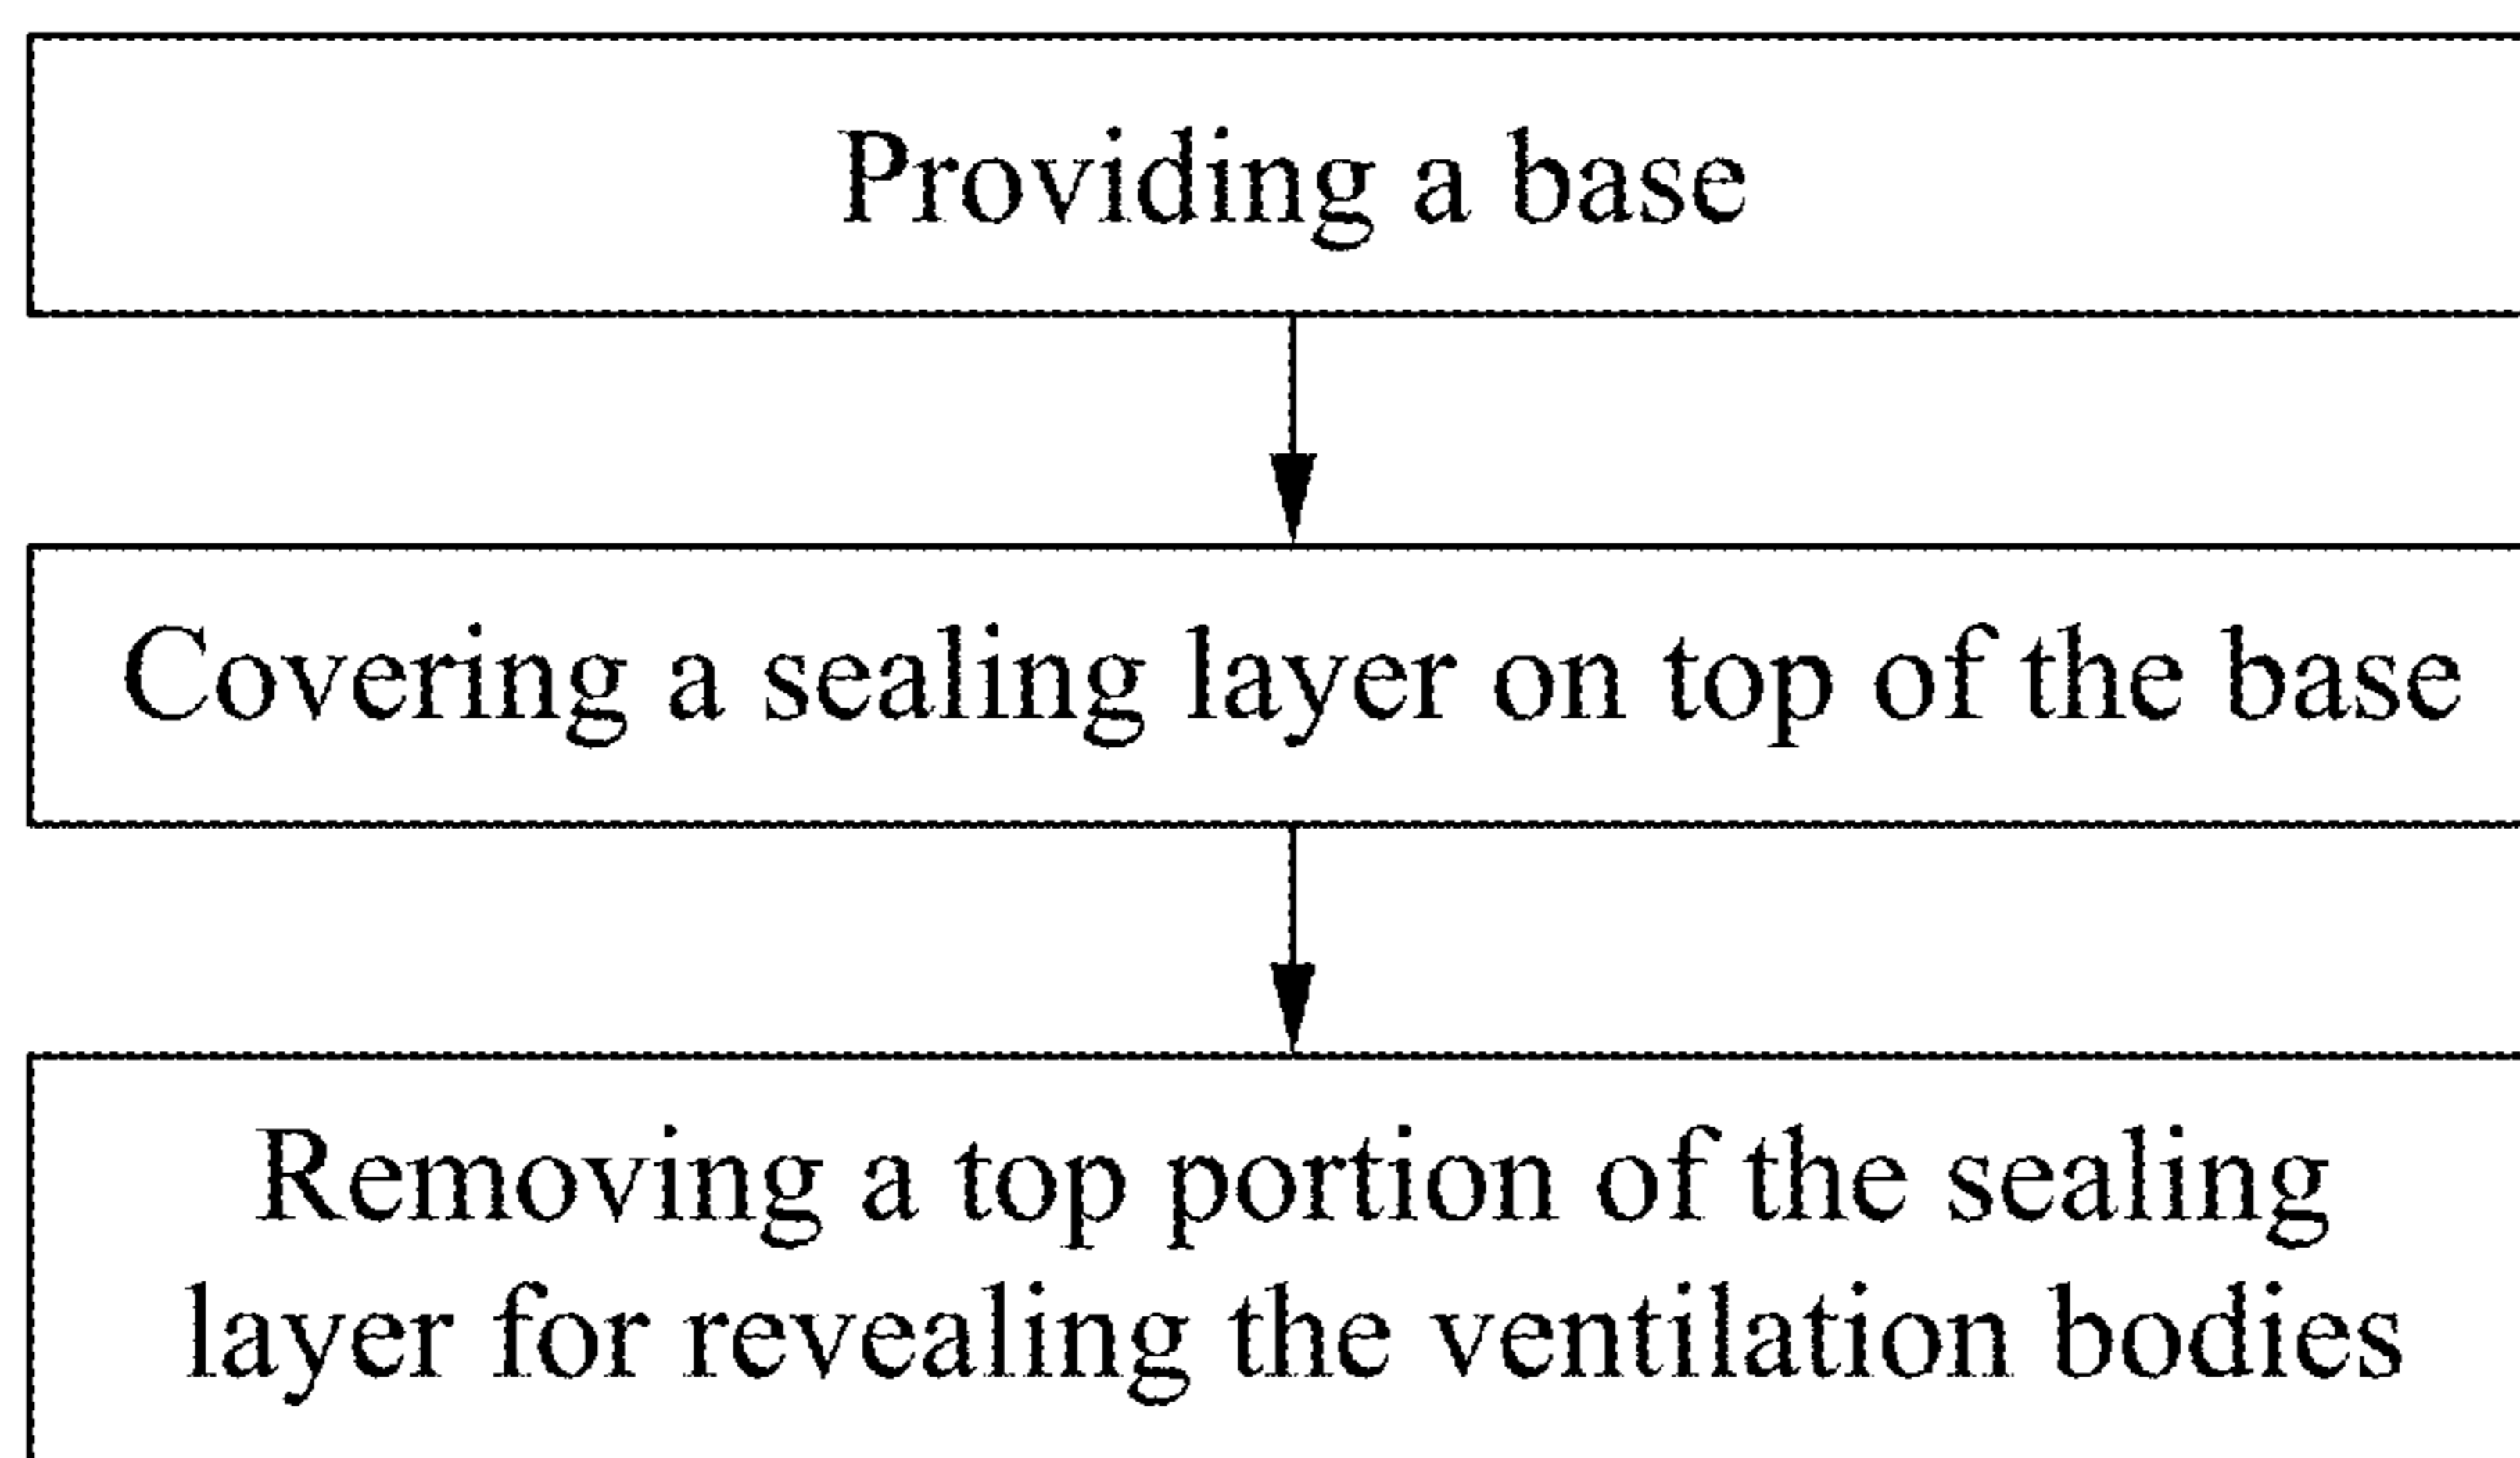 Providing a base
Covering a sealing layer on top of the base
Removing a top portion of the sealing
layer for revealing the ventilation bodies